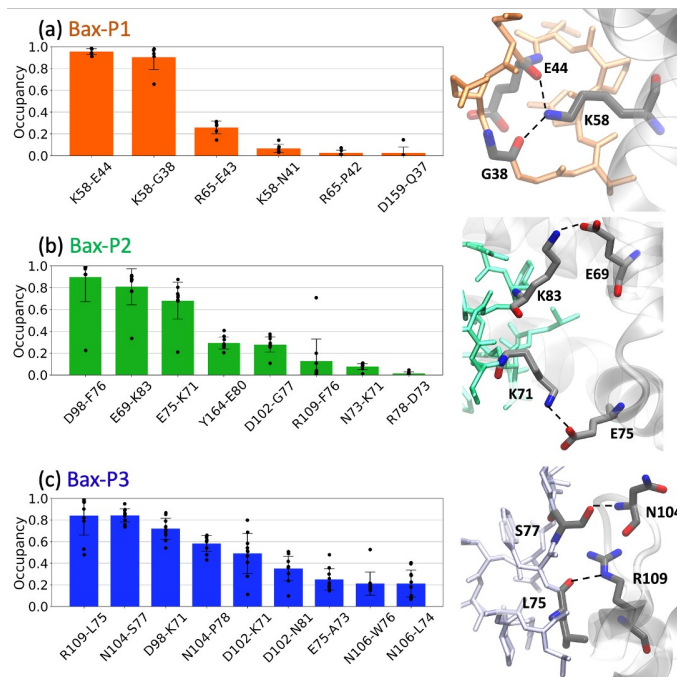 (a) Bax-P1
Occupancy
1.0
0.8
0.6
0.4
0.2
0.0
K58-E44
K58-G38
R65-E43
K58-N41
R65-P42
D159-Q37
E44
K58
G38
(b) Bax-P2
Occupancy
1.0
0.8
0.6
0.4
0.2
0.0
D98-F76
E69-K83
E75-K71
Y164-E80
D102-G77
R109-F76
N73-K71
R78-D73
E69
K83
K71
E75
(c) Bax-P3
Occupancy
1.0
0.8
0.6
0.4
0.2
0.0
R109-L75
N104-S77
D98-K71
N104-P78
D102-K71
D102-N81
E75-A73
N106-W76
N106-L74
S77
N104
R109
L75